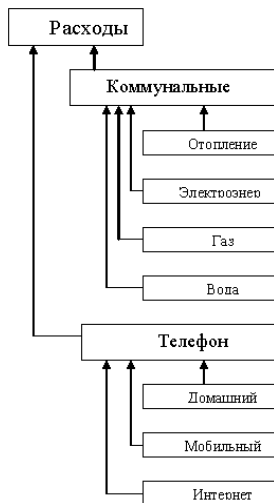 Расходы
Коммунальные
Отопление
Электроэнер
Газ
Вода
Телефон
Домашний
Мобильный
Интернет